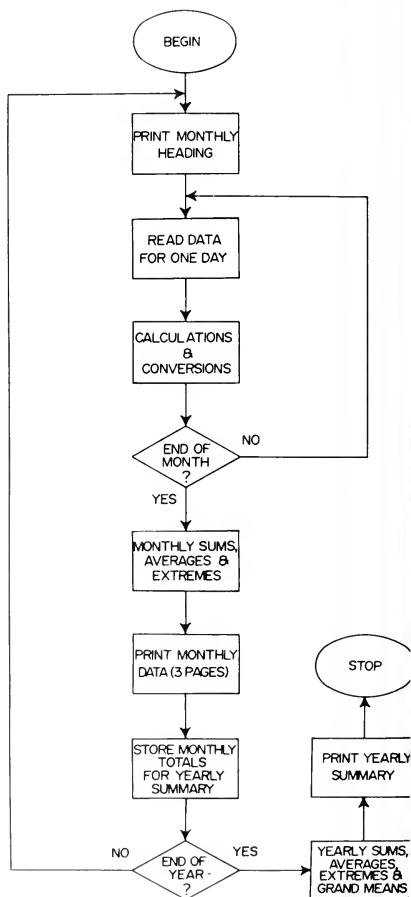 BEGIN
PRINT MONTHLY
HEADING
READ DATA
FOR ONE DAY
CALCULATIONS
&
CONVERSIONS
END OF
MONTH
?
NO
YES
MONTHLY SUMS,
AVERAGES &
EXTREMES
PRINT MONTHLY
DATA (3 PAGES)
STORE MONTHLY
TOTALS
FOR YEARLY
SUMMARY
END OF
YEAR-
?
NO
YES
YEARLY SUMS,
AVERAGES,
EXTREMES &
GRAND MEANS
PRINT YEARLY
SUMMARY
STOP